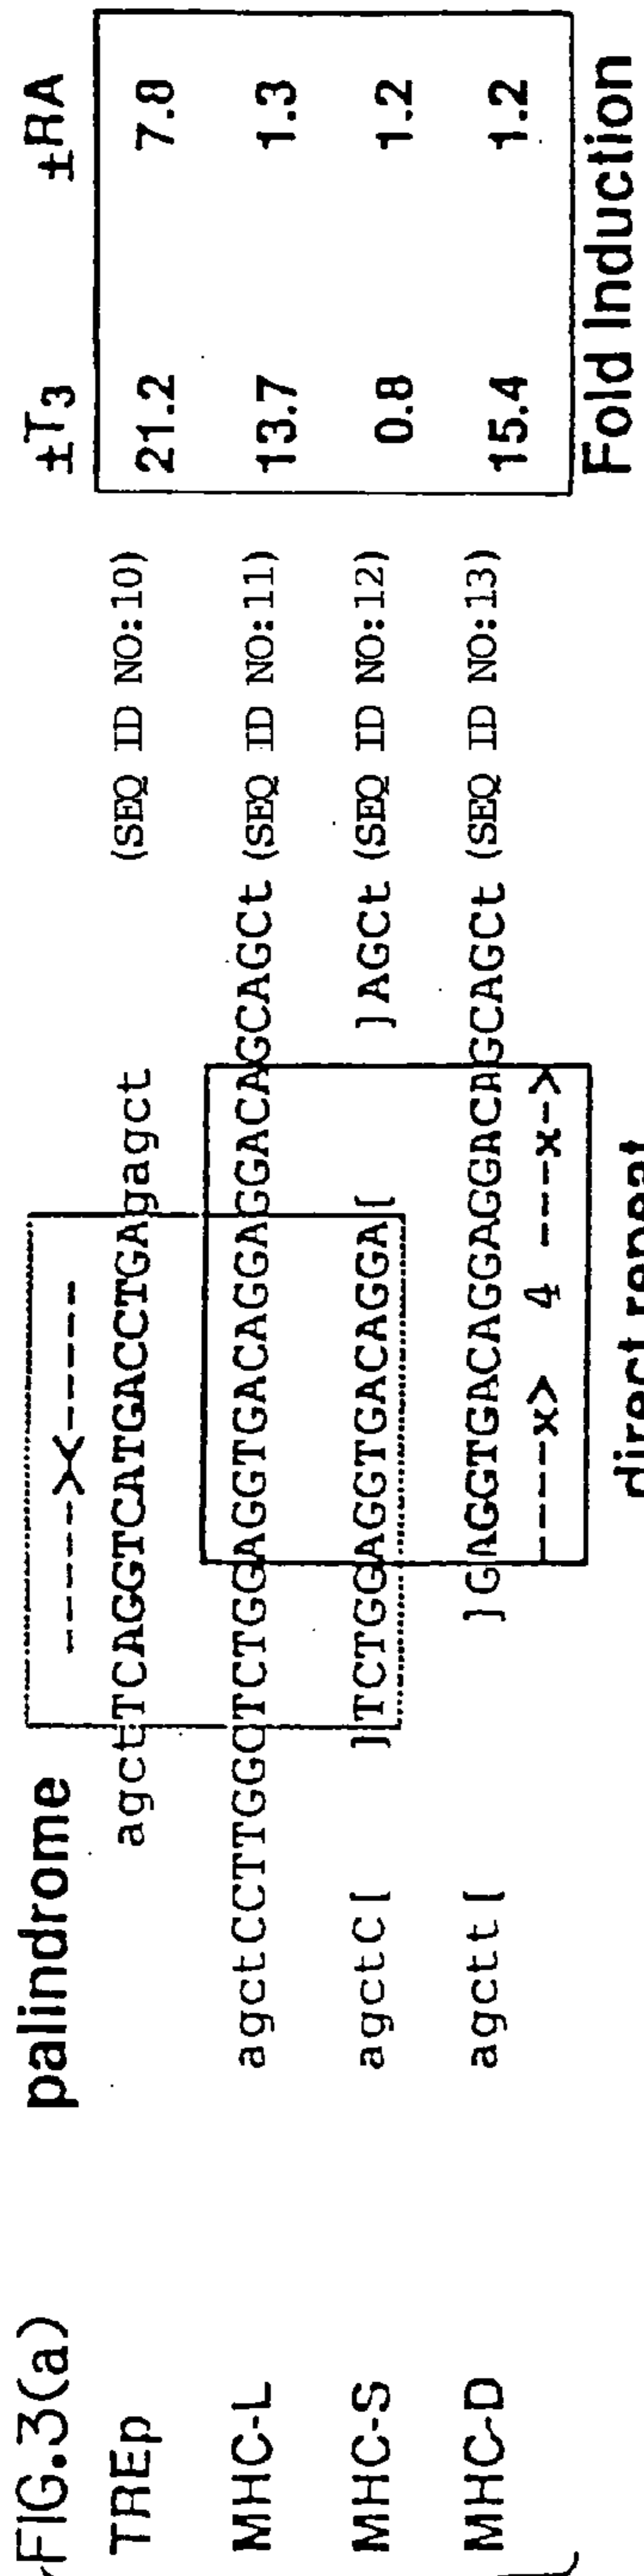 FIG.3(a)
palindrome ±T3 ±RA
-----><-----
TREp agctTCAGGTCATGACCTGAgagct (SEQ ID NO:10) 21.2 7.8
MHC-L agctCCTTGGCTCTGGAGGTGACAGGAGGACAGCAGCt (SEQ ID NO:11) 13.7 1.3
MHC-S agctC[ ]TCTGGAGGTGACAGGA[ ]AGCt (SEQ ID NO:12) 0.8 1.2
MHC-D agctt[ ]GAGGTGACAGGAGGACAGCAGCt (SEQ ID NO:13) 15.4 1.2
-----x> 4 ----x->
direct repeat Fold Induction